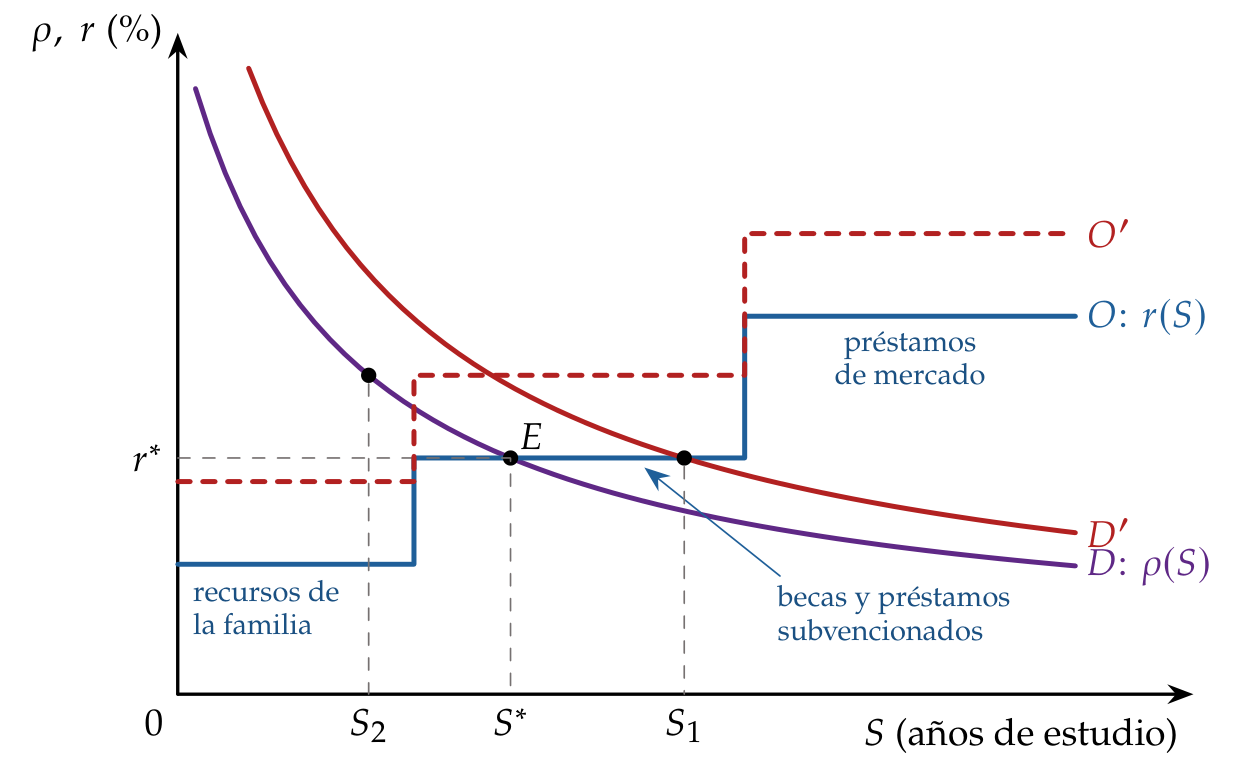 ρ, r (%)
O′
O: r(S)
préstamos
de mercado
E
r*
D′
D: ρ(S)
recursos de
la familia
becas y préstamos
subvencionados
0
S₂
S*
S₁
S (años de estudio)